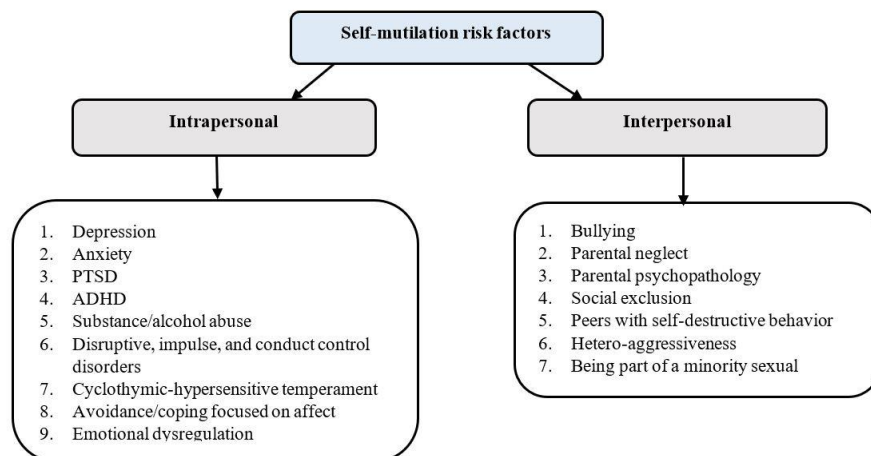 Self-mutilation risk factors
Intrapersonal
Interpersonal
1. Depression
2. Anxiety
3. PTSD
4. ADHD
5. Substance/alcohol abuse
6. Disruptive, impulse, and conduct control
disorders
7. Cyclothymic-hypersensitive temperament
8. Avoidance/coping focused on affect
9. Emotional dysregulation
1. Bullying
2. Parental neglect
3. Parental psychopathology
4. Social exclusion
5. Peers with self-destructive behavior
6. Hetero-aggressiveness
7. Being part of a minority sexual